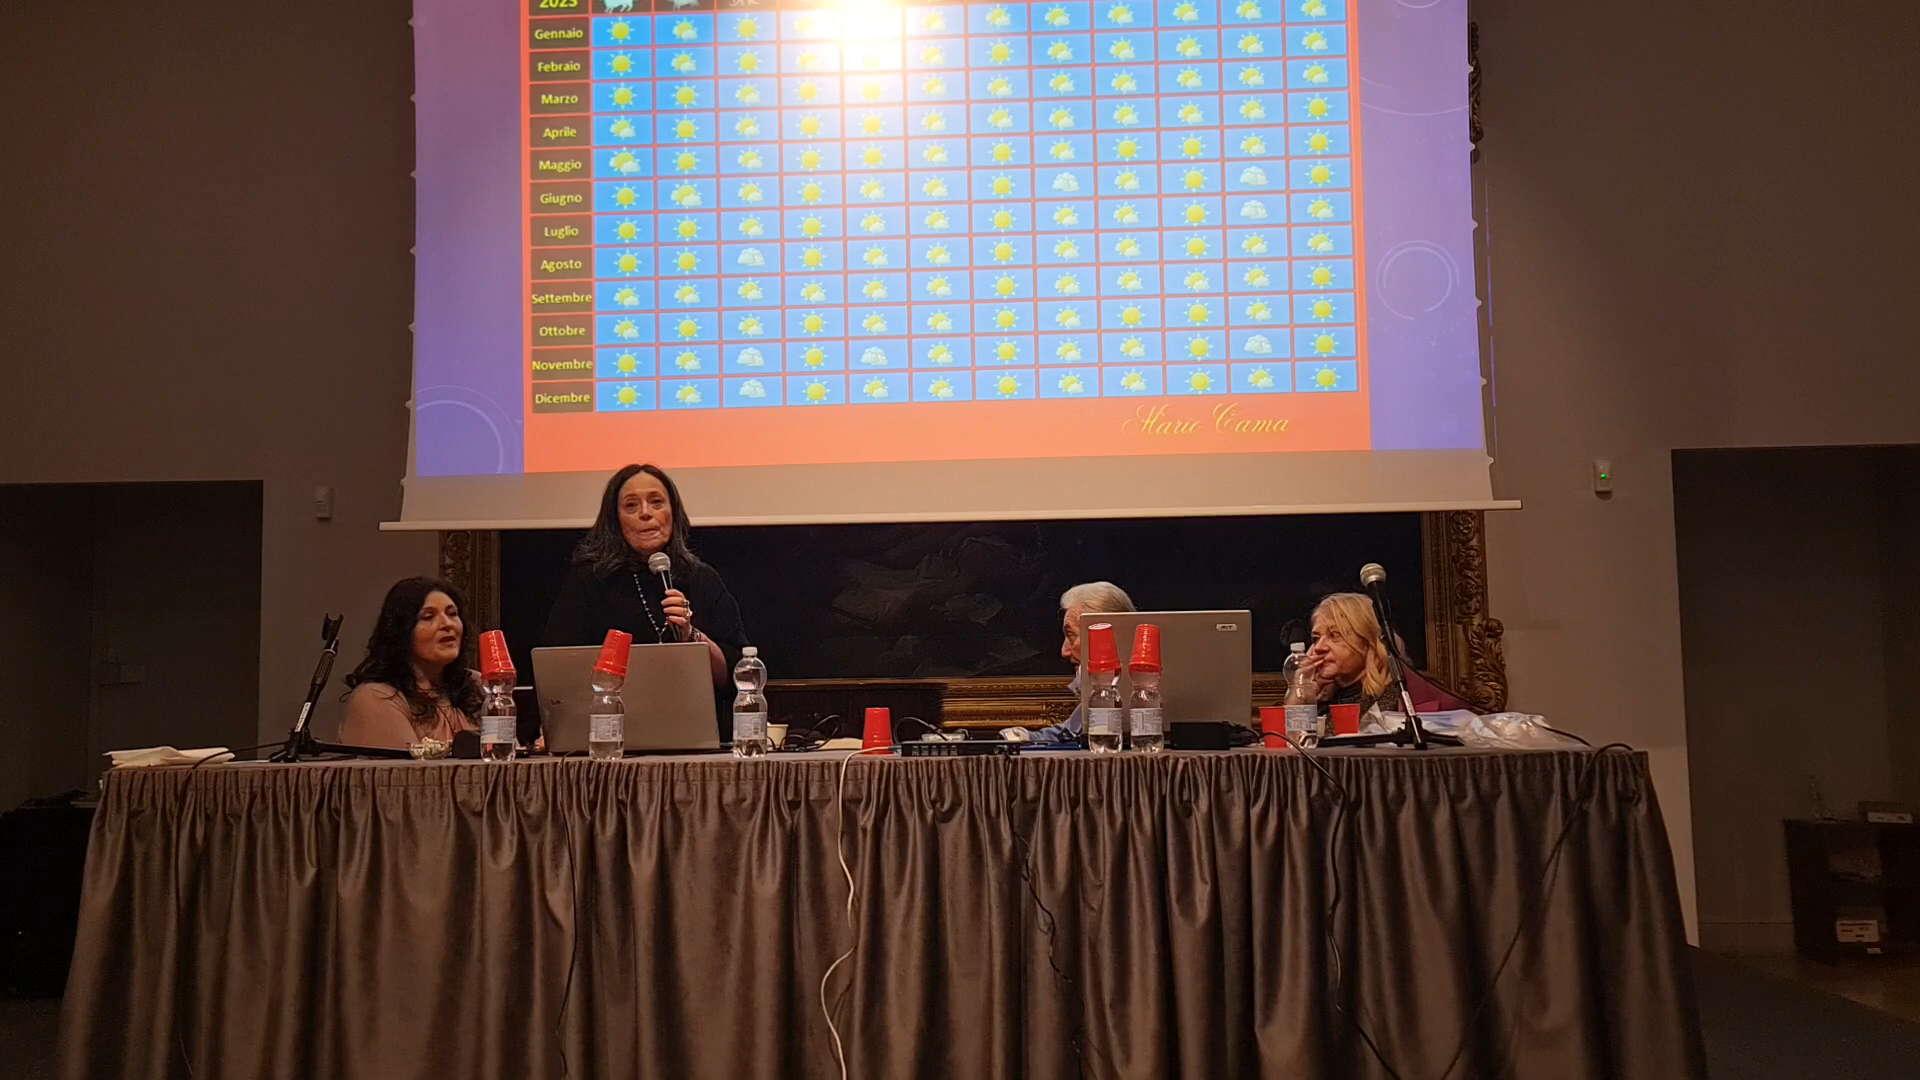 2023
Gennaio
Febraio
Marzo
Aprile
Maggio
Giugno
Luglio
Agosto
Settembre
Ottobre
Novembre
Dicembre
Mario Cama